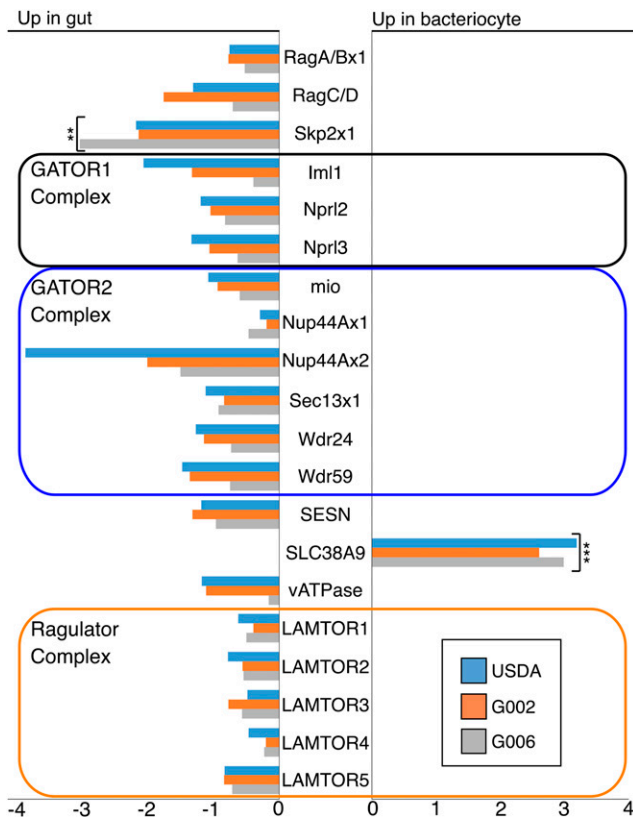 Up in gut
Up in bacteriocyte
RagA/Bx1
RagC/D
**
Skp2x1
GATOR1
Complex
Iml1
Nprl2
Nprl3
GATOR2
Complex
mio
Nup44Ax1
Nup44Ax2
Sec13x1
Wdr24
Wdr59
SESN
SLC38A9
***
vATPase
Ragulator
Complex
LAMTOR1
LAMTOR2
LAMTOR3
LAMTOR4
LAMTOR5
USDA
G002
G006
-4 -3 -2 -1 0 0 1 2 3 4